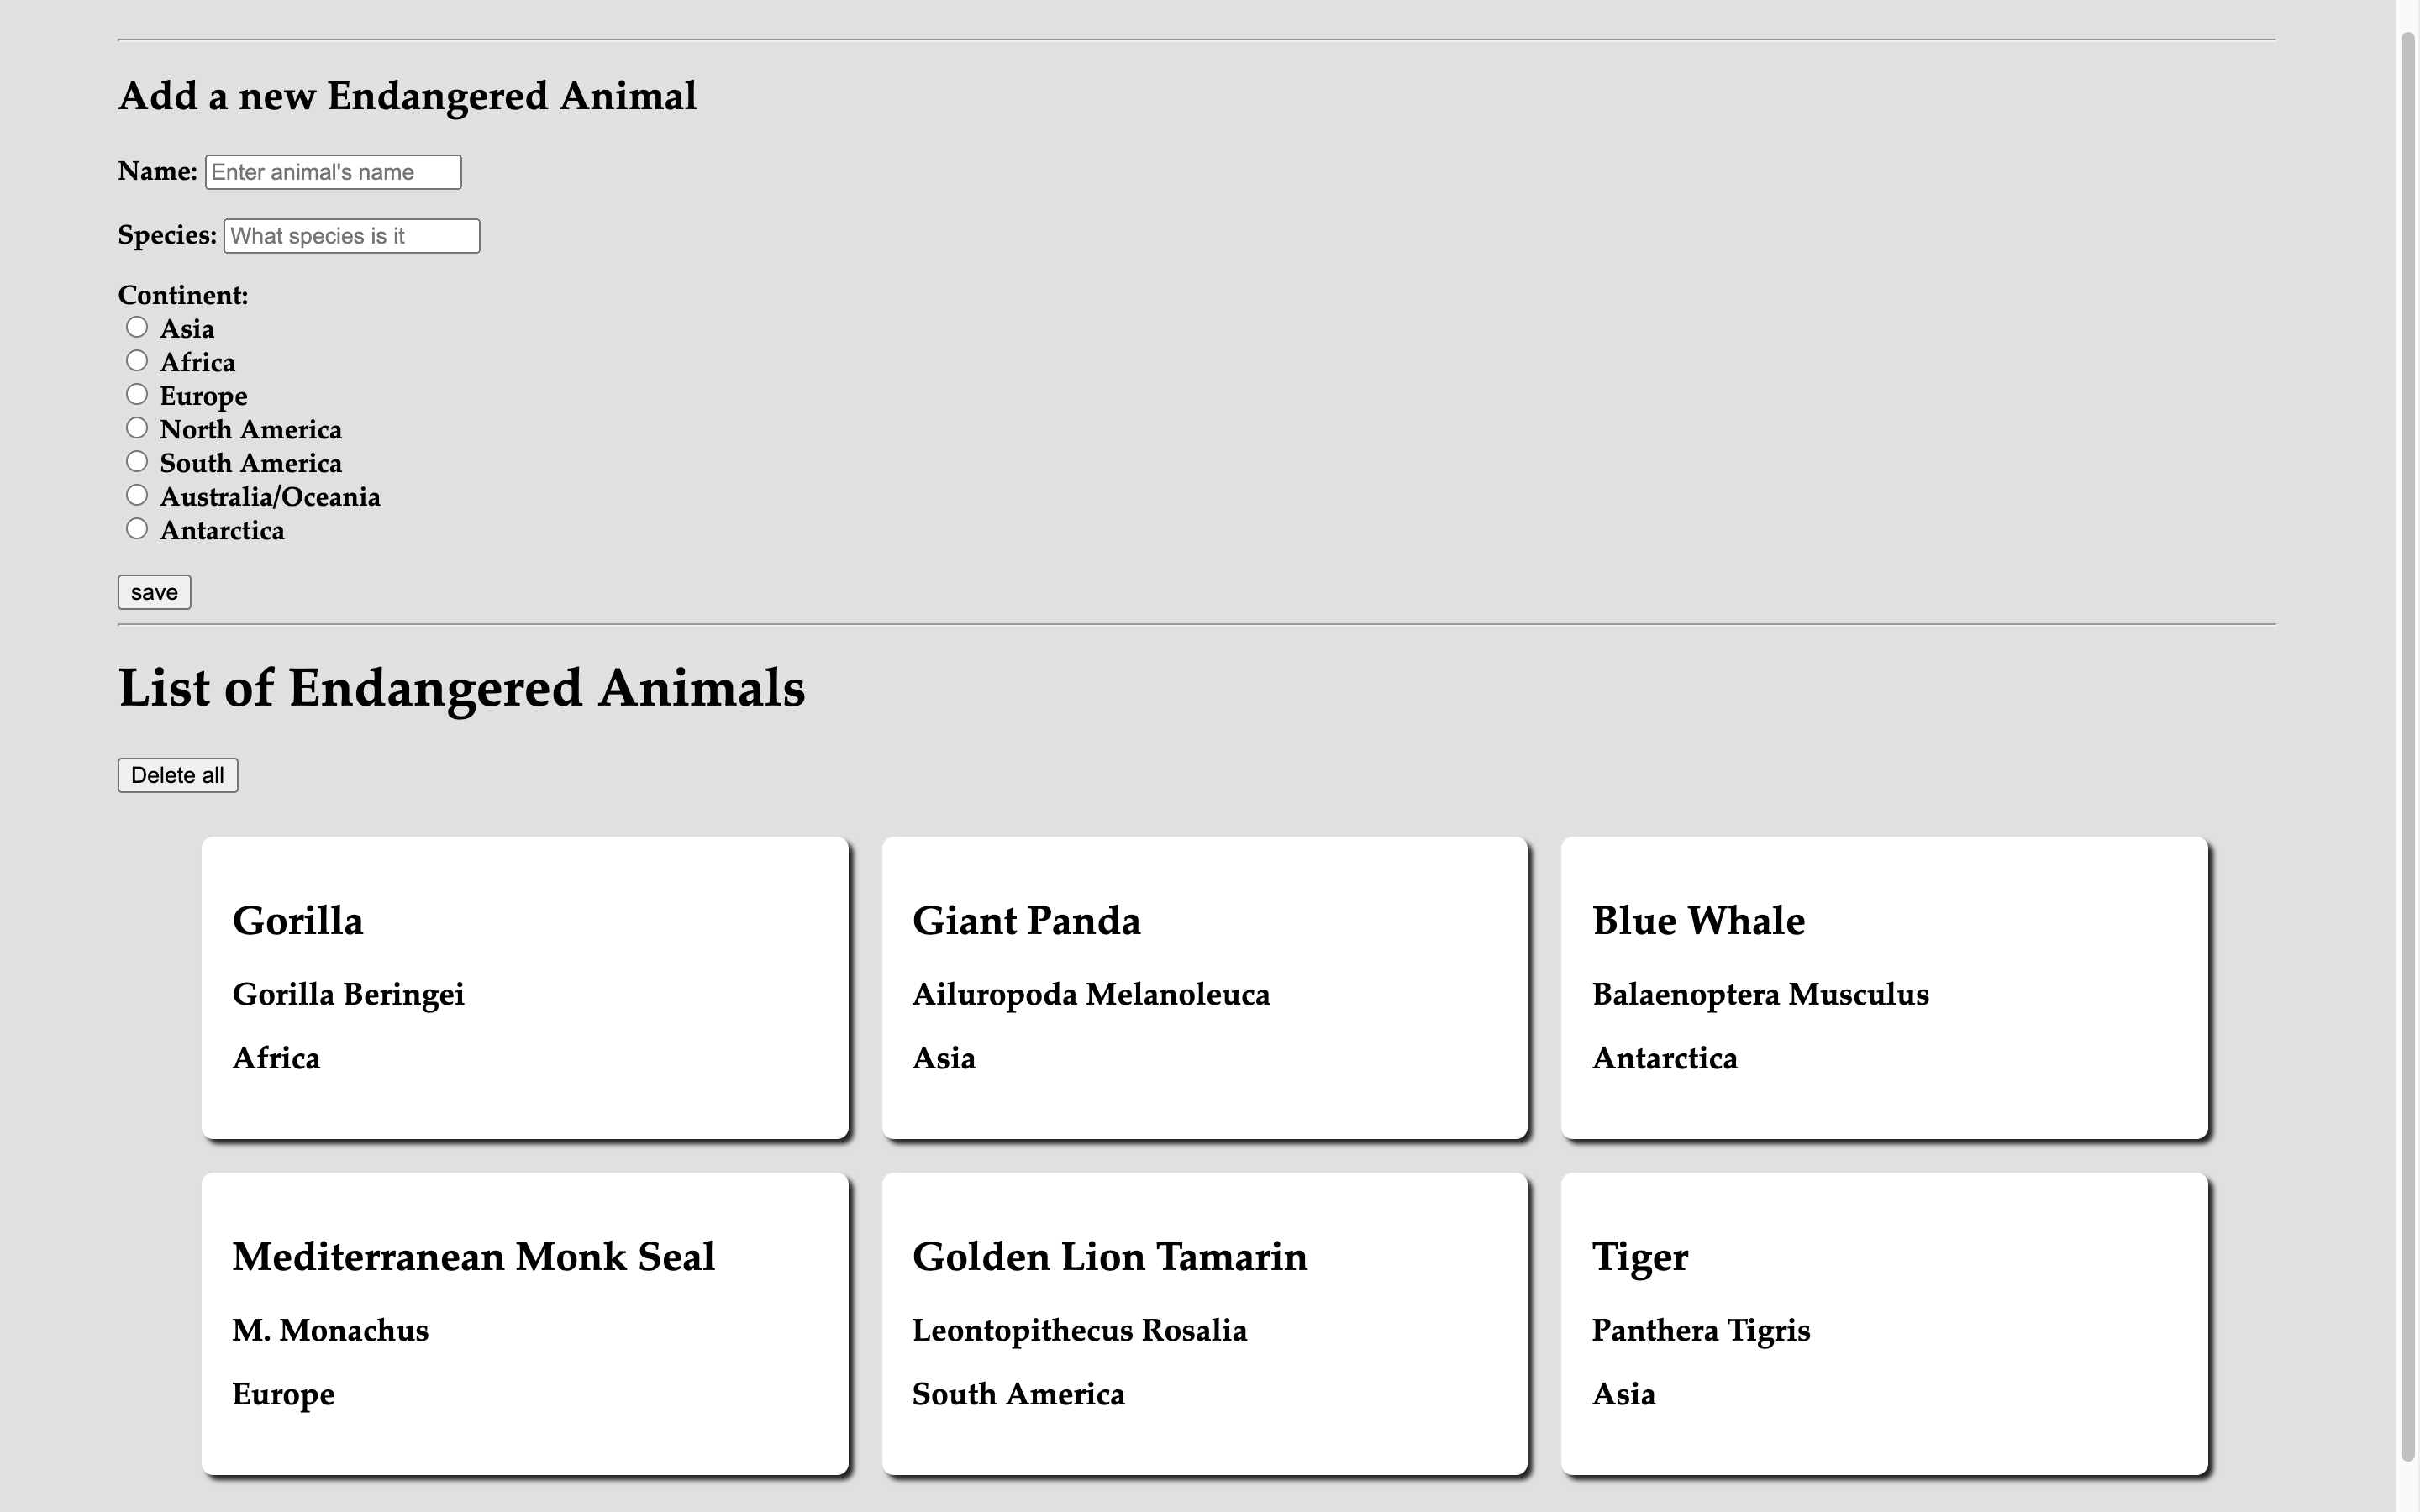 Add a new Endangered Animal
Name: Enter animal's name
Species: What species is it
Continent:
Asia
Africa
Europe
North America
South America
Australia/Oceania
Antarctica
save
List of Endangered Animals
Delete all
Gorilla
Gorilla Beringei
Africa
Giant Panda
Ailuropoda Melanoleuca
Asia
Blue Whale
Balaenoptera Musculus
Antarctica
Mediterranean Monk Seal
M. Monachus
Europe
Golden Lion Tamarin
Leontopithecus Rosalia
South America
Tiger
Panthera Tigris
Asia